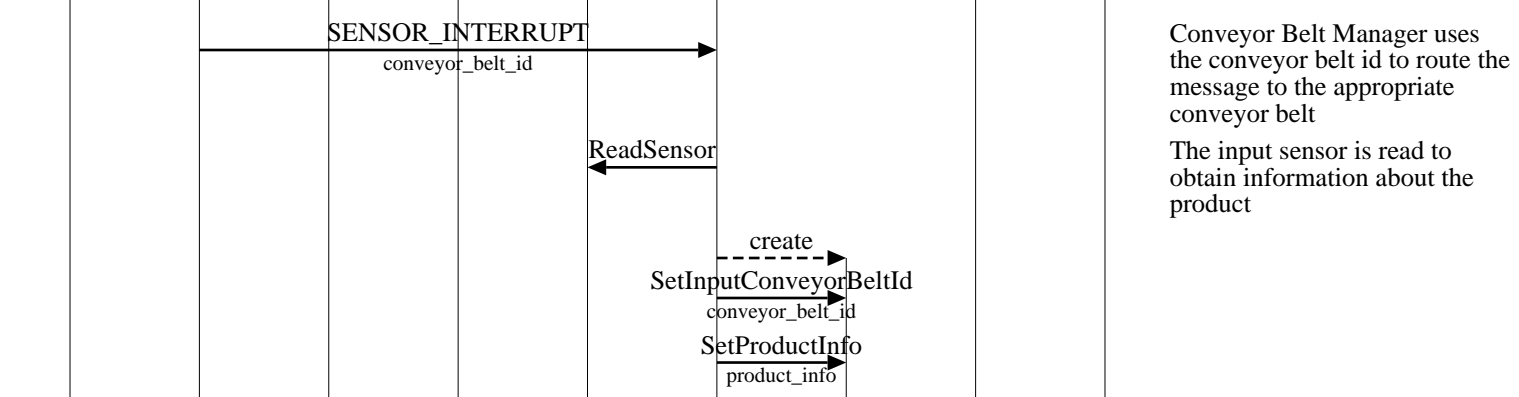 SENSOR_INTERRUPT
conveyor_belt_id
Conveyor Belt Manager uses
the conveyor belt id to route the
message to the appropriate
conveyor belt
ReadSensor
The input sensor is read to
obtain information about the
product
create
SetInputConveyorBeltId
conveyor_belt_id
SetProductInfo
product_info